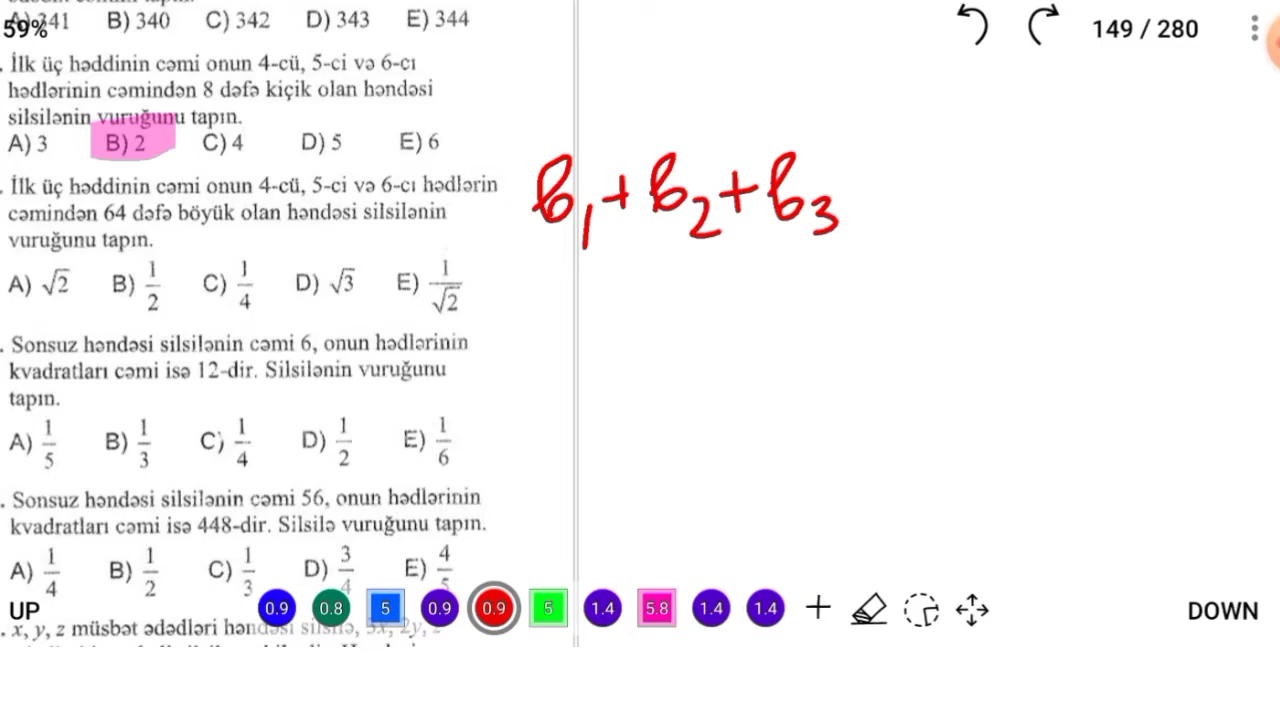 A) 341 B) 340 C) 342 D) 343 E) 344
59%
149 / 280
. İlk üç həddinin cəmi onun 4-cü, 5-ci və 6-cı
hədlərinin cəmindən 8 dəfə kiçik olan həndəsi
silsilənin vuruğunu tapın.
A) 3 B) 2 C) 4 D) 5 E) 6
. İlk üç həddinin cəmi onun 4-cü, 5-ci və 6-cı hədlərin
cəmindən 64 dəfə böyük olan həndəsi silsilənin
vuruğunu tapın.
A) √2 B) 1/2 C) 1/4 D) √3 E) 1/√2
b₁+b₂+b₃
. Sonsuz həndəsi silsilənin cəmi 6, onun hədlərinin
kvadratları cəmi isə 12-dir. Silsilənin vuruğunu
tapın.
A) 1/5 B) 1/3 C) 1/4 D) 1/2 E) 1/6
. Sonsuz həndəsi silsilənin cəmi 56, onun hədlərinin
kvadratları cəmi isə 448-dir. Silsilə vuruğunu tapın.
A) 1/4 B) 1/2 C) 1/3 D) 3/4 E) 4/5
UP 0.9 0.8 5 0.9 0.9 5 1.4 5.8 1.4 1.4 + DOWN
. x, y, z müsbət ədədləri həndəsi silsilə, 3x, 2y, z